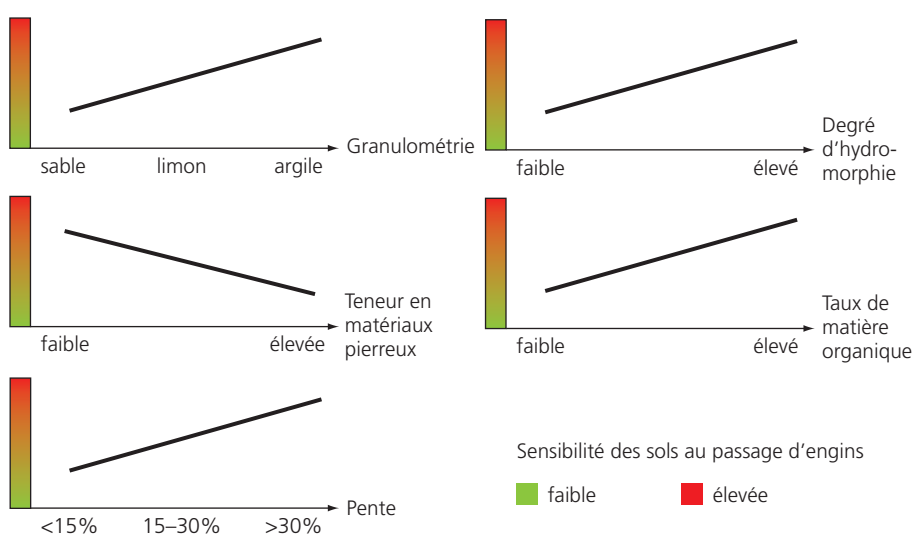 sable limon argile
Granulométrie
faible élevé
Degré
d’hydro-
morphie
faible élevée
Teneur en
matériaux
pierreux
faible élevé
Taux de
matière
organique
<15% 15–30% >30%
Pente
Sensibilité des sols au passage d’engins
faible élevée